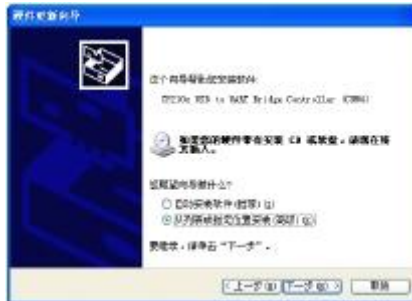 硬件更新向导
这个向导帮助您安装软件:
CP210x USB to UART Bridge Controller (COM4)
如果您的硬件带有安装 CD 或软盘，请现在将
其插入。
您期望向导做什么?
自动安装软件(推荐)(I)
从列表或指定位置安装(高级)(S)
要继续，请单击“下一步”。
< 上一步(B)
下一步(N) >
取消